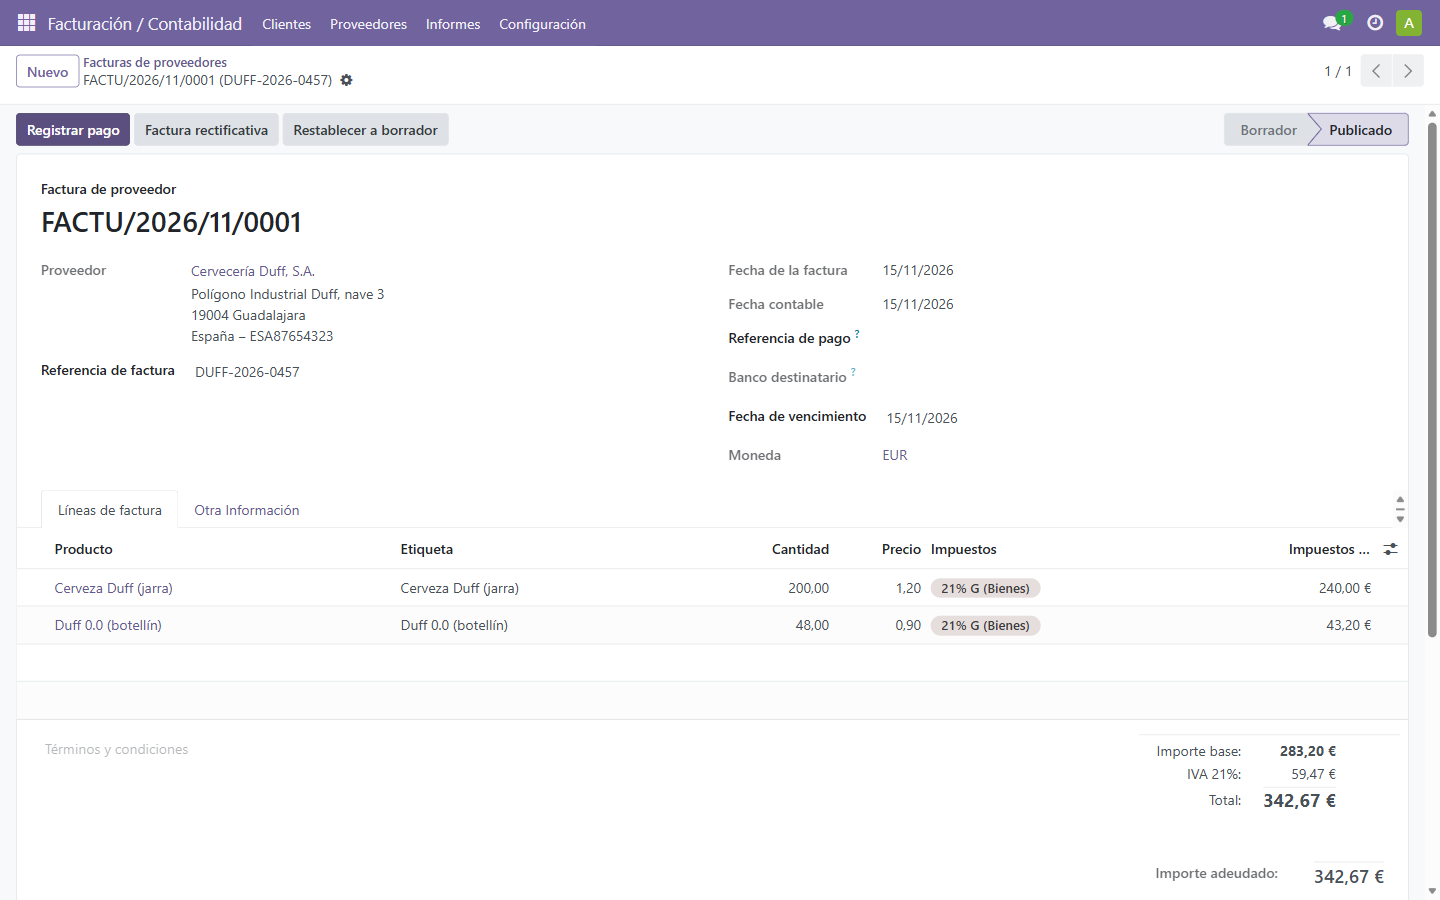 Facturación / Contabilidad Clientes Proveedores Informes Configuración 1 A
Nuevo
Facturas de proveedores
FACTU/2026/11/0001 (DUFF-2026-0457)
1 / 1
Registrar pago Factura rectificativa Restablecer a borrador Borrador Publicado
Factura de proveedor
FACTU/2026/11/0001
Proveedor
Cervecería Duff, S.A.
Polígono Industrial Duff, nave 3
19004 Guadalajara
España – ESA87654323
Referencia de factura DUFF-2026-0457
Fecha de la factura 15/11/2026
Fecha contable 15/11/2026
Referencia de pago ?
Banco destinatario ?
Fecha de vencimiento 15/11/2026
Moneda EUR
Líneas de factura Otra Información
Producto Etiqueta Cantidad Precio Impuestos Impuestos ...
Cerveza Duff (jarra) Cerveza Duff (jarra) 200,00 1,20 21% G (Bienes) 240,00 €
Duff 0.0 (botellín) Duff 0.0 (botellín) 48,00 0,90 21% G (Bienes) 43,20 €
Términos y condiciones
Importe base: 283,20 €
IVA 21%: 59,47 €
Total: 342,67 €
Importe adeudado: 342,67 €